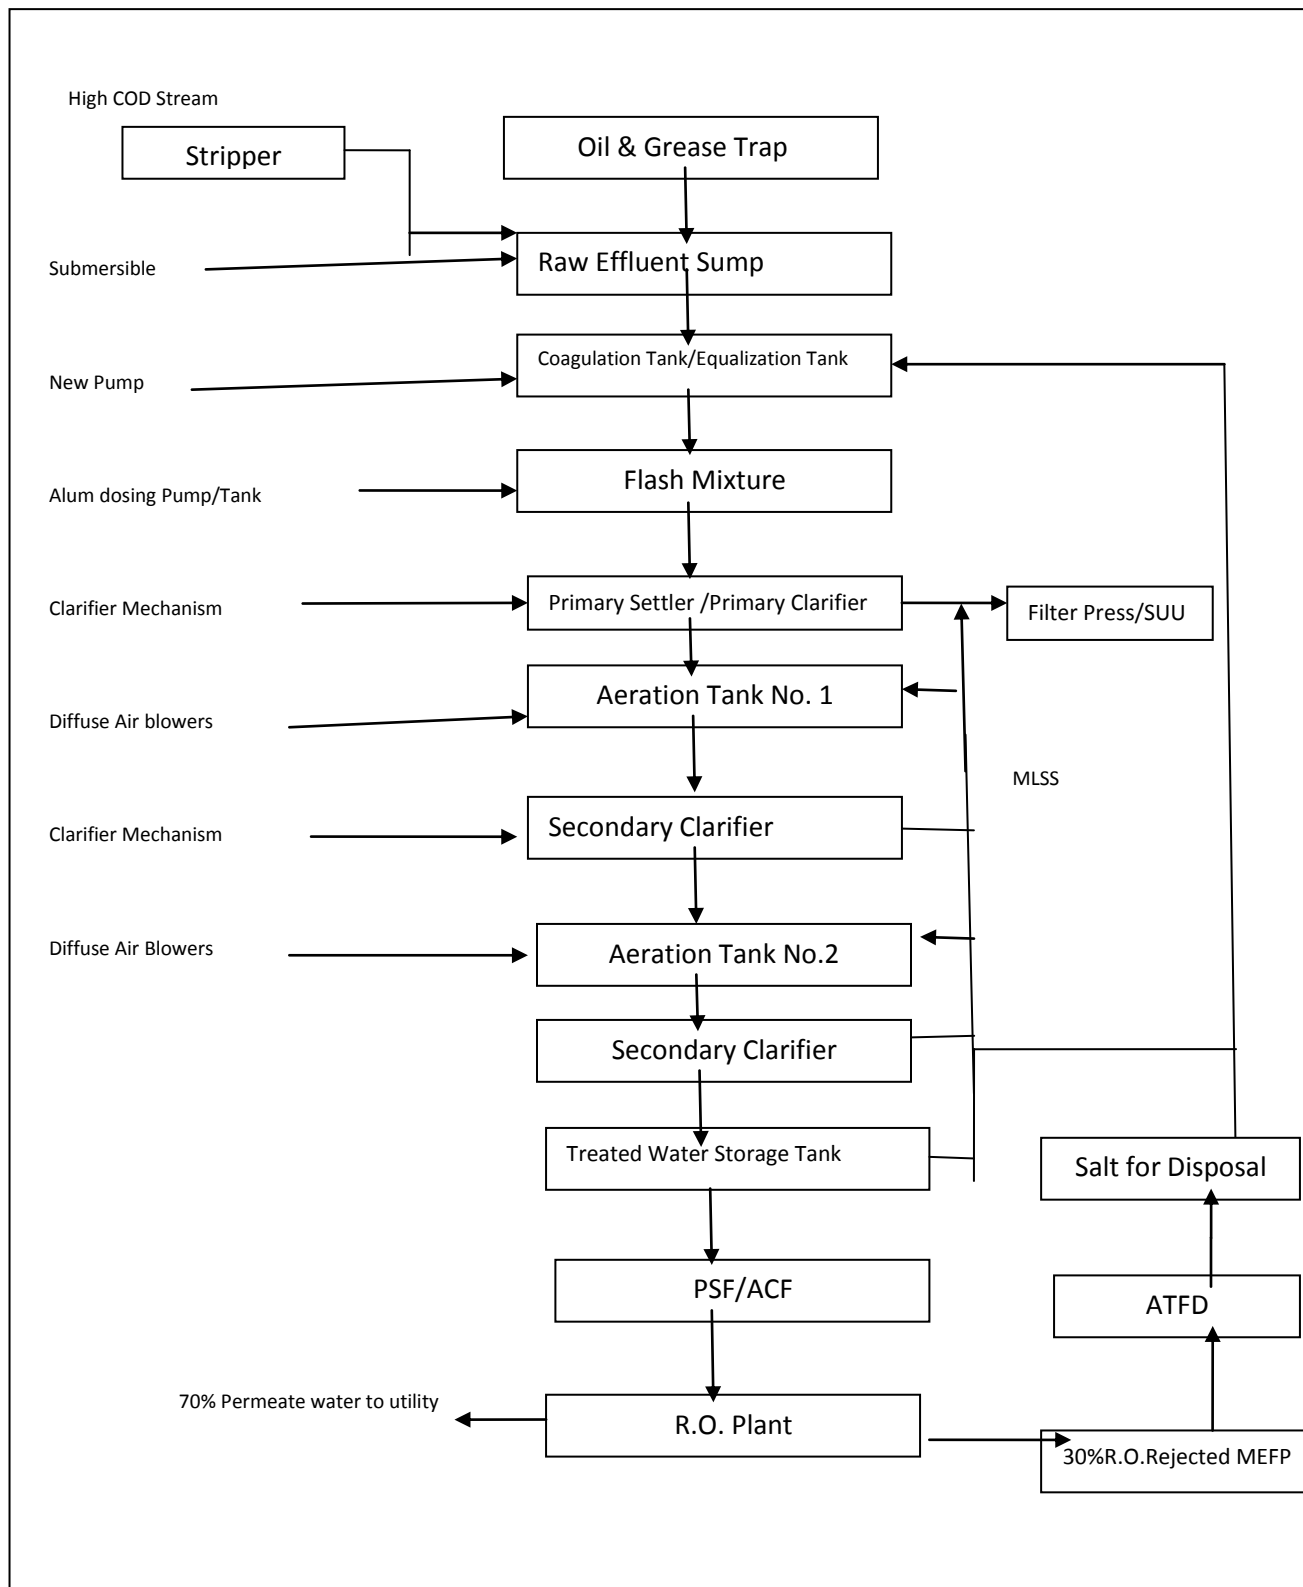 High COD Stream
Stripper
Oil & Grease Trap
Submersible
Raw Effluent Sump
New Pump
Coagulation Tank/Equalization Tank
Alum dosing Pump/Tank
Flash Mixture
Clarifier Mechanism
Primary Settler /Primary Clarifier
Filter Press/SUU
Diffuse Air blowers
Aeration Tank No. 1
MLSS
Clarifier Mechanism
Secondary Clarifier
Diffuse Air Blowers
Aeration Tank No.2
Secondary Clarifier
Treated Water Storage Tank
Salt for Disposal
PSF/ACF
ATFD
70% Permeate water to utility
R.O. Plant
30%R.O.Rejected MEFP